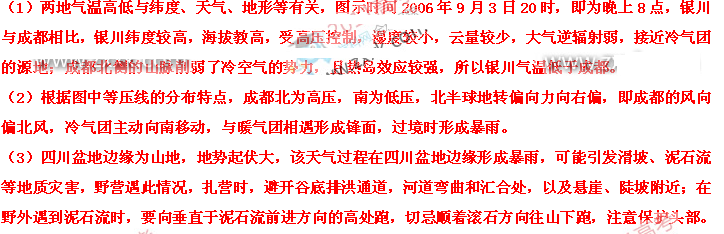 （1）两地气温高低与纬度、天气、地形等有关，图示时间 2006 年 9 月 3 日 20 时，即为晚上 8 点，银川
与成都相比，银川纬度较高，海拔教高，受高压控制，湿度较小，云量较少，大气逆辐射弱，接近冷气团
的源地；成都北侧的山脉削弱了冷空气的势力，且热岛效应较强，所以银川气温低于成都。
（2）根据图中等压线的分布特点，成都北为高压，南为低压，北半球地转偏向力向右偏，即成都的风向
偏北风，冷气团主动向南移动，与暖气团相遇形成锋面，过境时形成暴雨。
（3）四川盆地边缘为山地，地势起伏大，该天气过程在四川盆地边缘形成暴雨，可能引发滑坡、泥石流
等地质灾害，野营遇此情况，扎营时，避开谷底排洪通道，河道弯曲和汇合处，以及悬崖、陡坡附近；在
野外遇到泥石流时，要向垂直于泥石流前进方向的高处跑，切忌顺着滚石方向往山下跑，注意保护头部。